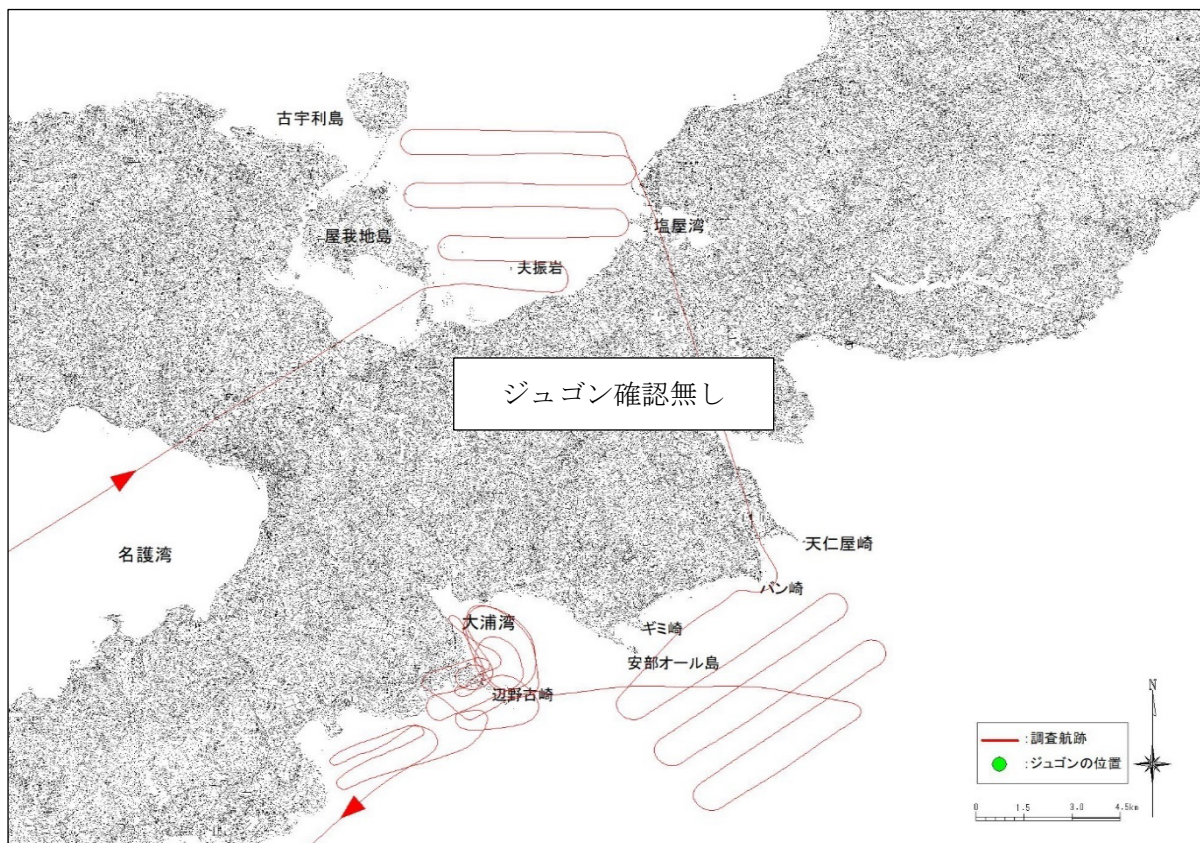 古宇利島
屋我地島
塩屋湾
夫振岩
ジュゴン確認無し
名護湾
天仁屋崎
バン崎
大浦湾
ギミ崎
安部オール島
辺野古崎
N
:調査航跡
:ジュゴンの位置
0 1.5 3.0 4.5km